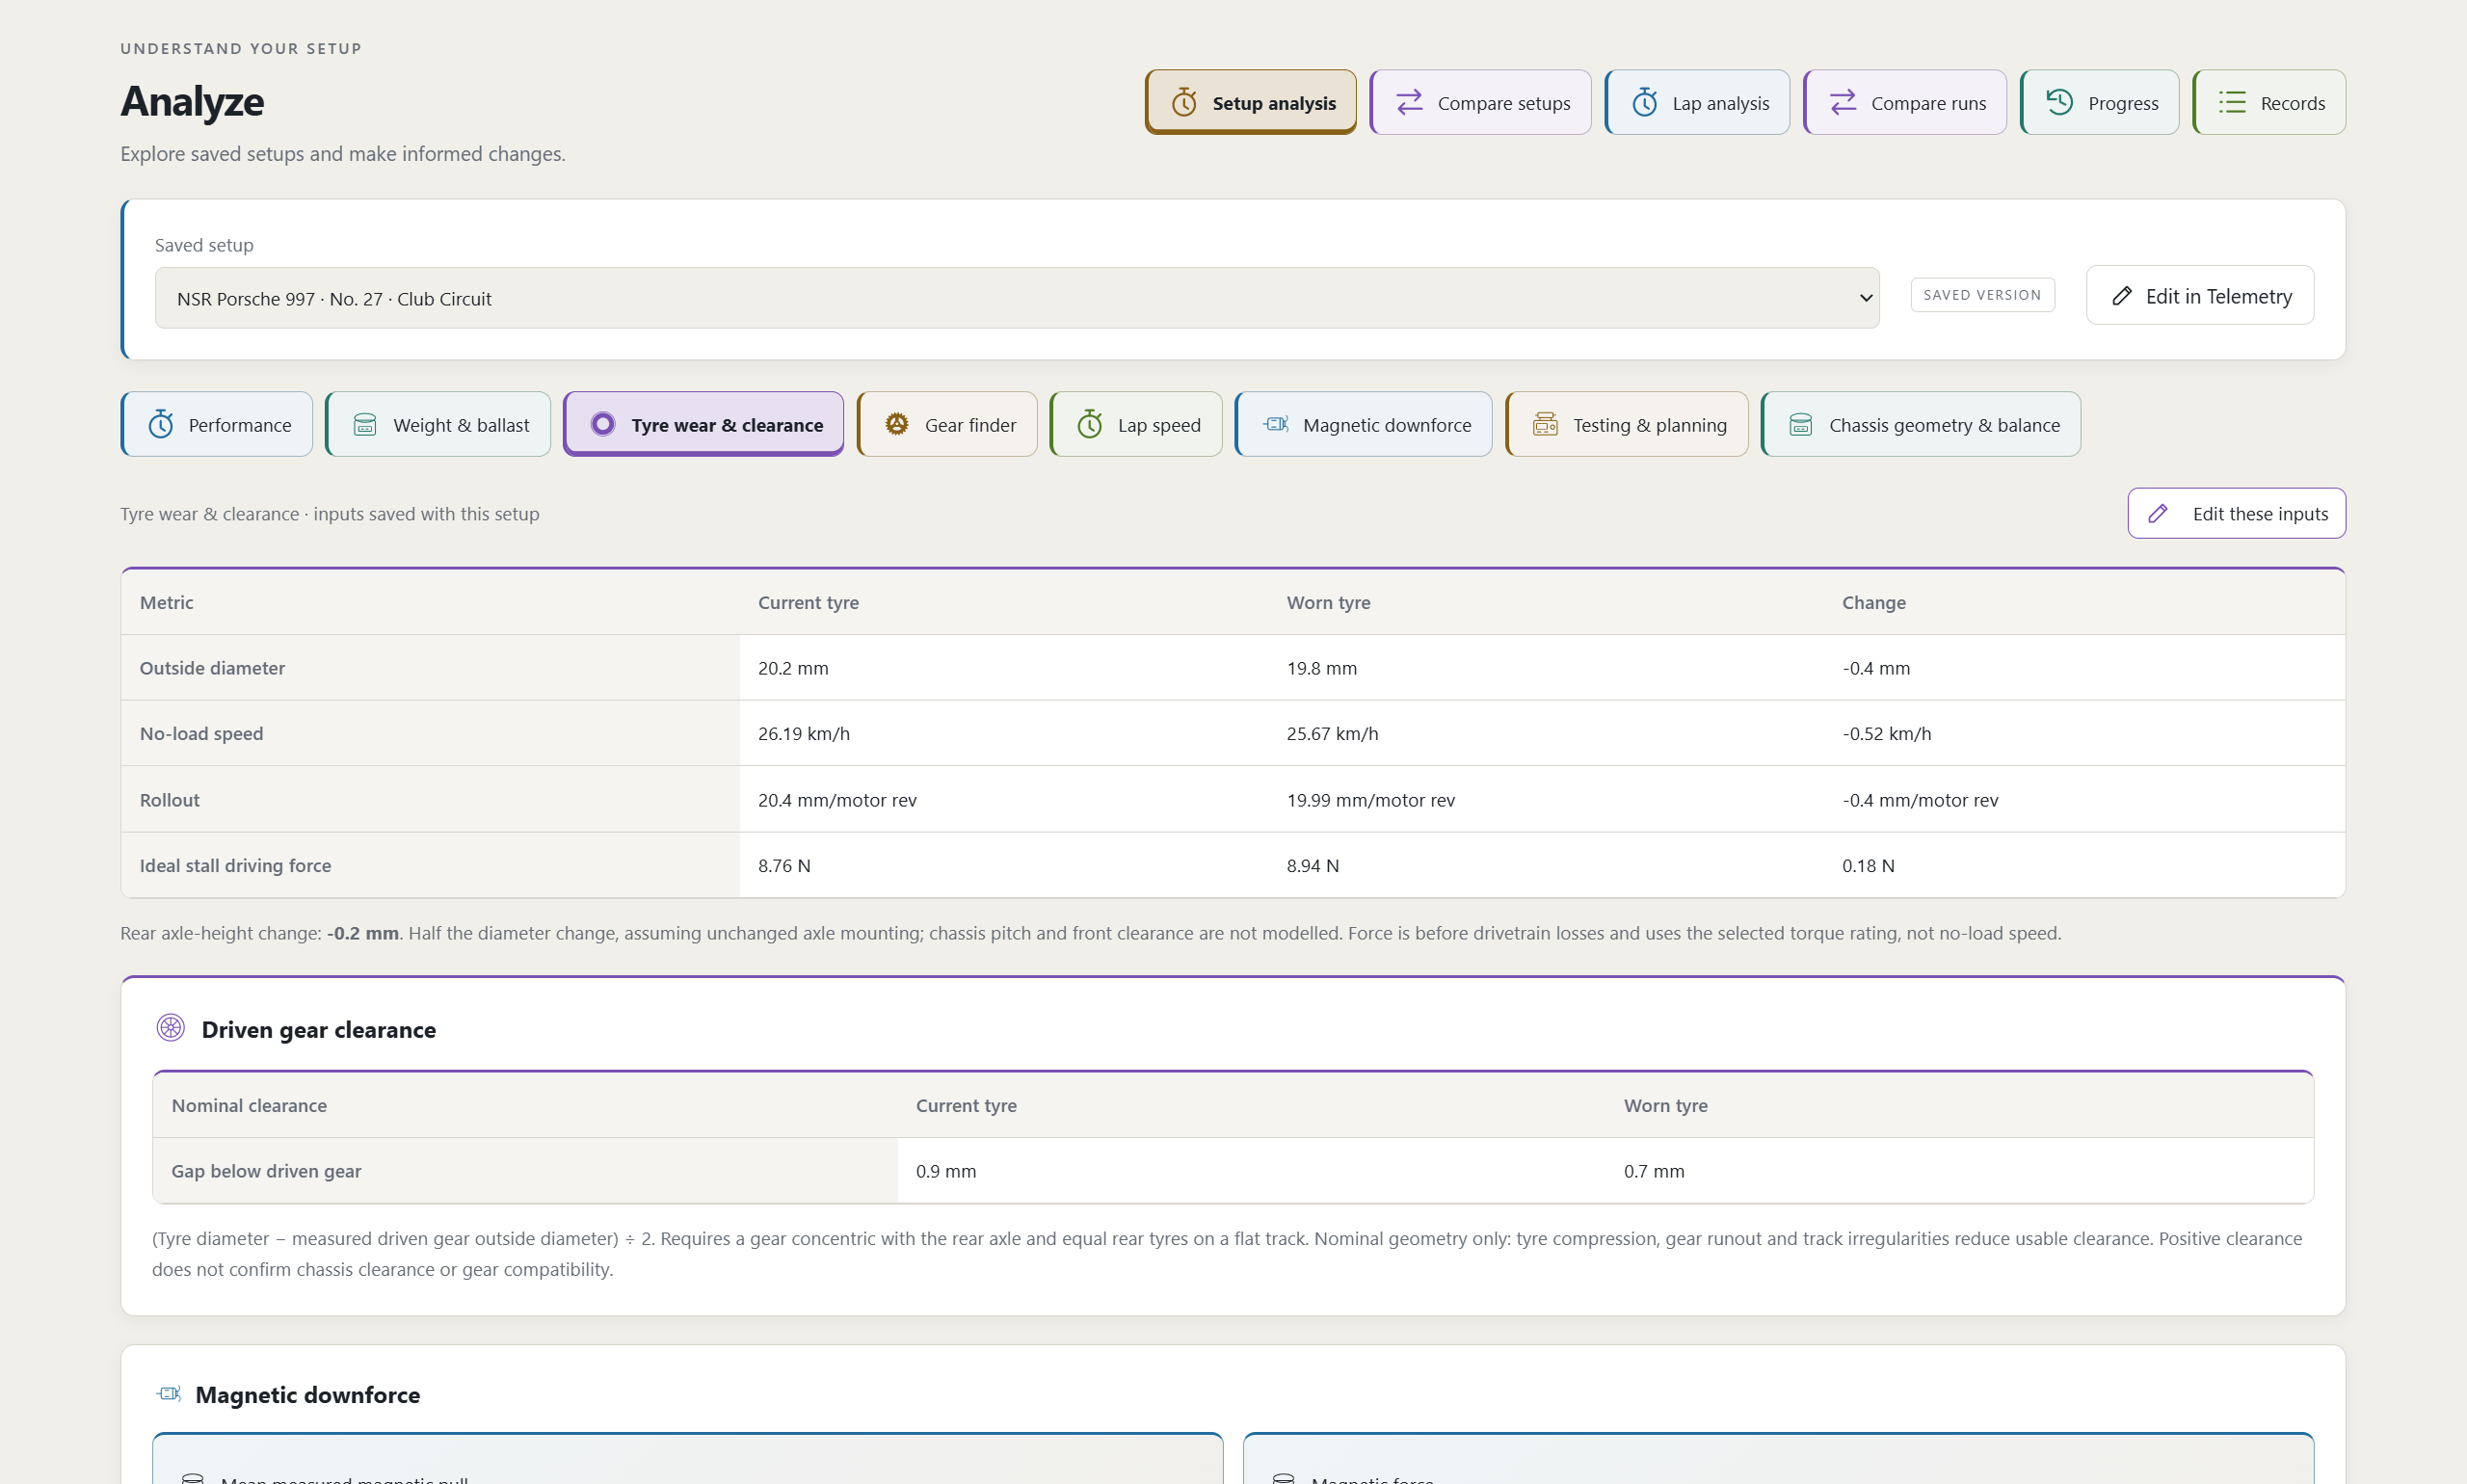 UNDERSTAND YOUR SETUP
Analyze
Explore saved setups and make informed changes.
Setup analysis
Compare setups
Lap analysis
Compare runs
Progress
Records
Saved setup
NSR Porsche 997 · No. 27 · Club Circuit
SAVED VERSION
Edit in Telemetry
Performance
Weight & ballast
Tyre wear & clearance
Gear finder
Lap speed
Magnetic downforce
Testing & planning
Chassis geometry & balance
Tyre wear & clearance · inputs saved with this setup
Edit these inputs
Metric Current tyre Worn tyre Change
Outside diameter 20.2 mm 19.8 mm -0.4 mm
No-load speed 26.19 km/h 25.67 km/h -0.52 km/h
Rollout 20.4 mm/motor rev 19.99 mm/motor rev -0.4 mm/motor rev
Ideal stall driving force 8.76 N 8.94 N 0.18 N
Rear axle-height change: -0.2 mm. Half the diameter change, assuming unchanged axle mounting; chassis pitch and front clearance are not modelled. Force is before drivetrain losses and uses the selected torque rating, not no-load speed.
Driven gear clearance
Nominal clearance Current tyre Worn tyre
Gap below driven gear 0.9 mm 0.7 mm
(Tyre diameter − measured driven gear outside diameter) ÷ 2. Requires a gear concentric with the rear axle and equal rear tyres on a flat track. Nominal geometry only: tyre compression, gear runout and track irregularities reduce usable clearance. Positive clearance
does not confirm chassis clearance or gear compatibility.
Magnetic downforce
Mean measured magnetic pull
Magnetic force